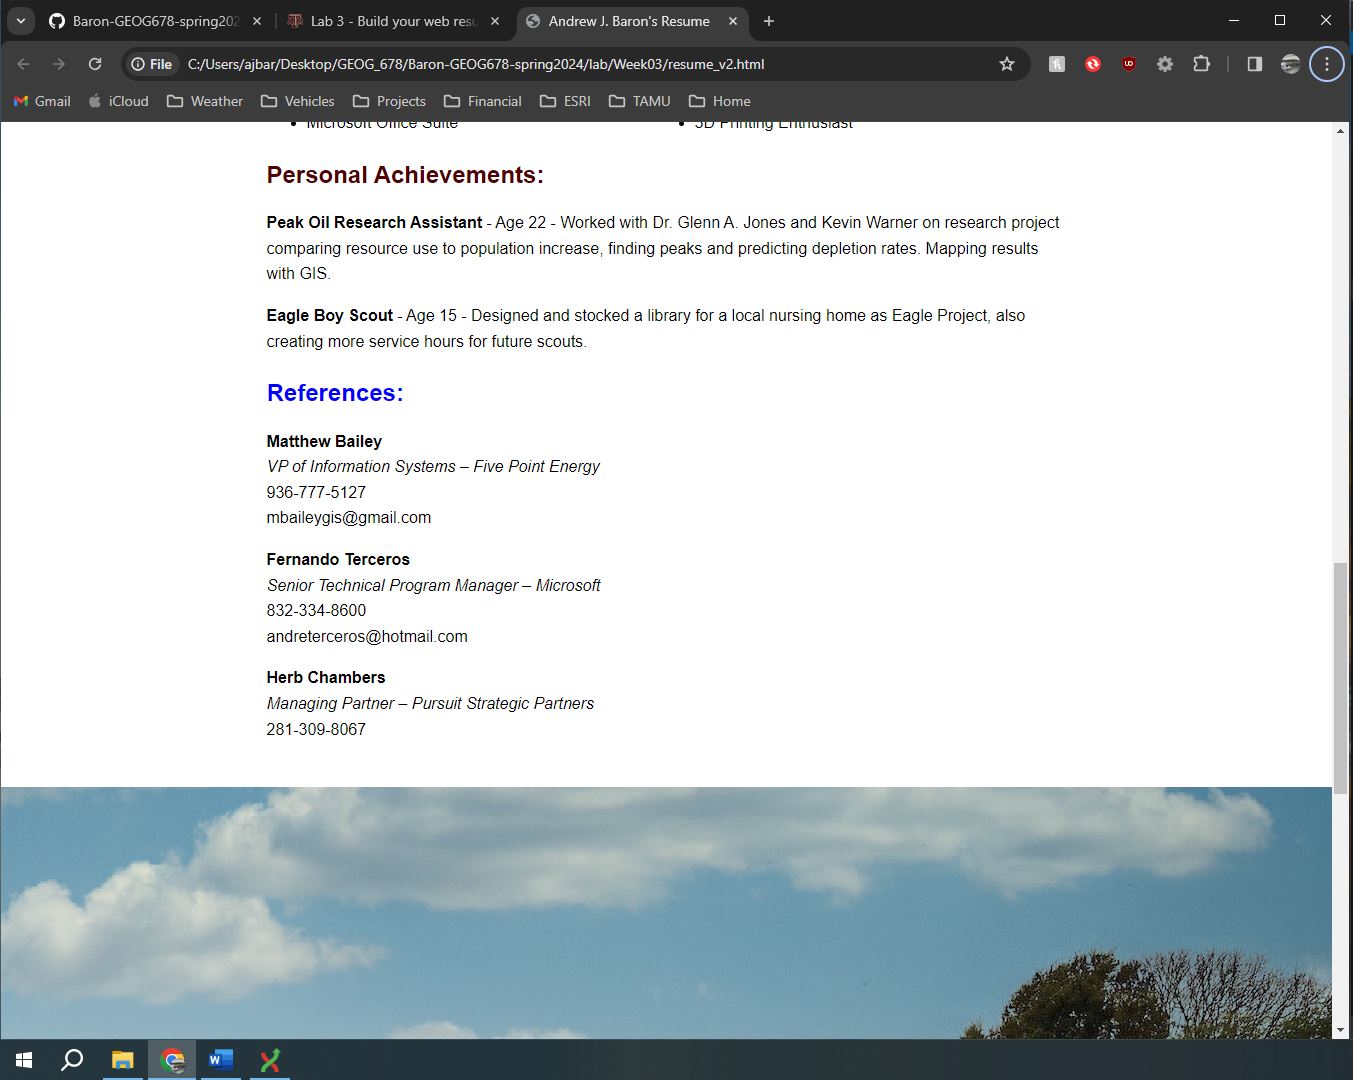 Baron-GEOG678-spring202
Lab 3 - Build your web resu
Andrew J. Baron's Resume
File
C:/Users/ajbar/Desktop/GEOG_678/Baron-GEOG678-spring2024/lab/Week03/resume_v2.html
Gmail
iCloud
Weather
Vehicles
Projects
Financial
ESRI
TAMU
Home
Microsoft Office Suite
3D Printing Enthusiast
Personal Achievements:
Peak Oil Research Assistant - Age 22 - Worked with Dr. Glenn A. Jones and Kevin Warner on research project
comparing resource use to population increase, finding peaks and predicting depletion rates. Mapping results
with GIS.
Eagle Boy Scout - Age 15 - Designed and stocked a library for a local nursing home as Eagle Project, also
creating more service hours for future scouts.
References:
Matthew Bailey
VP of Information Systems – Five Point Energy
936-777-5127
mbaileygis@gmail.com
Fernando Terceros
Senior Technical Program Manager – Microsoft
832-334-8600
andreterceros@hotmail.com
Herb Chambers
Managing Partner – Pursuit Strategic Partners
281-309-8067